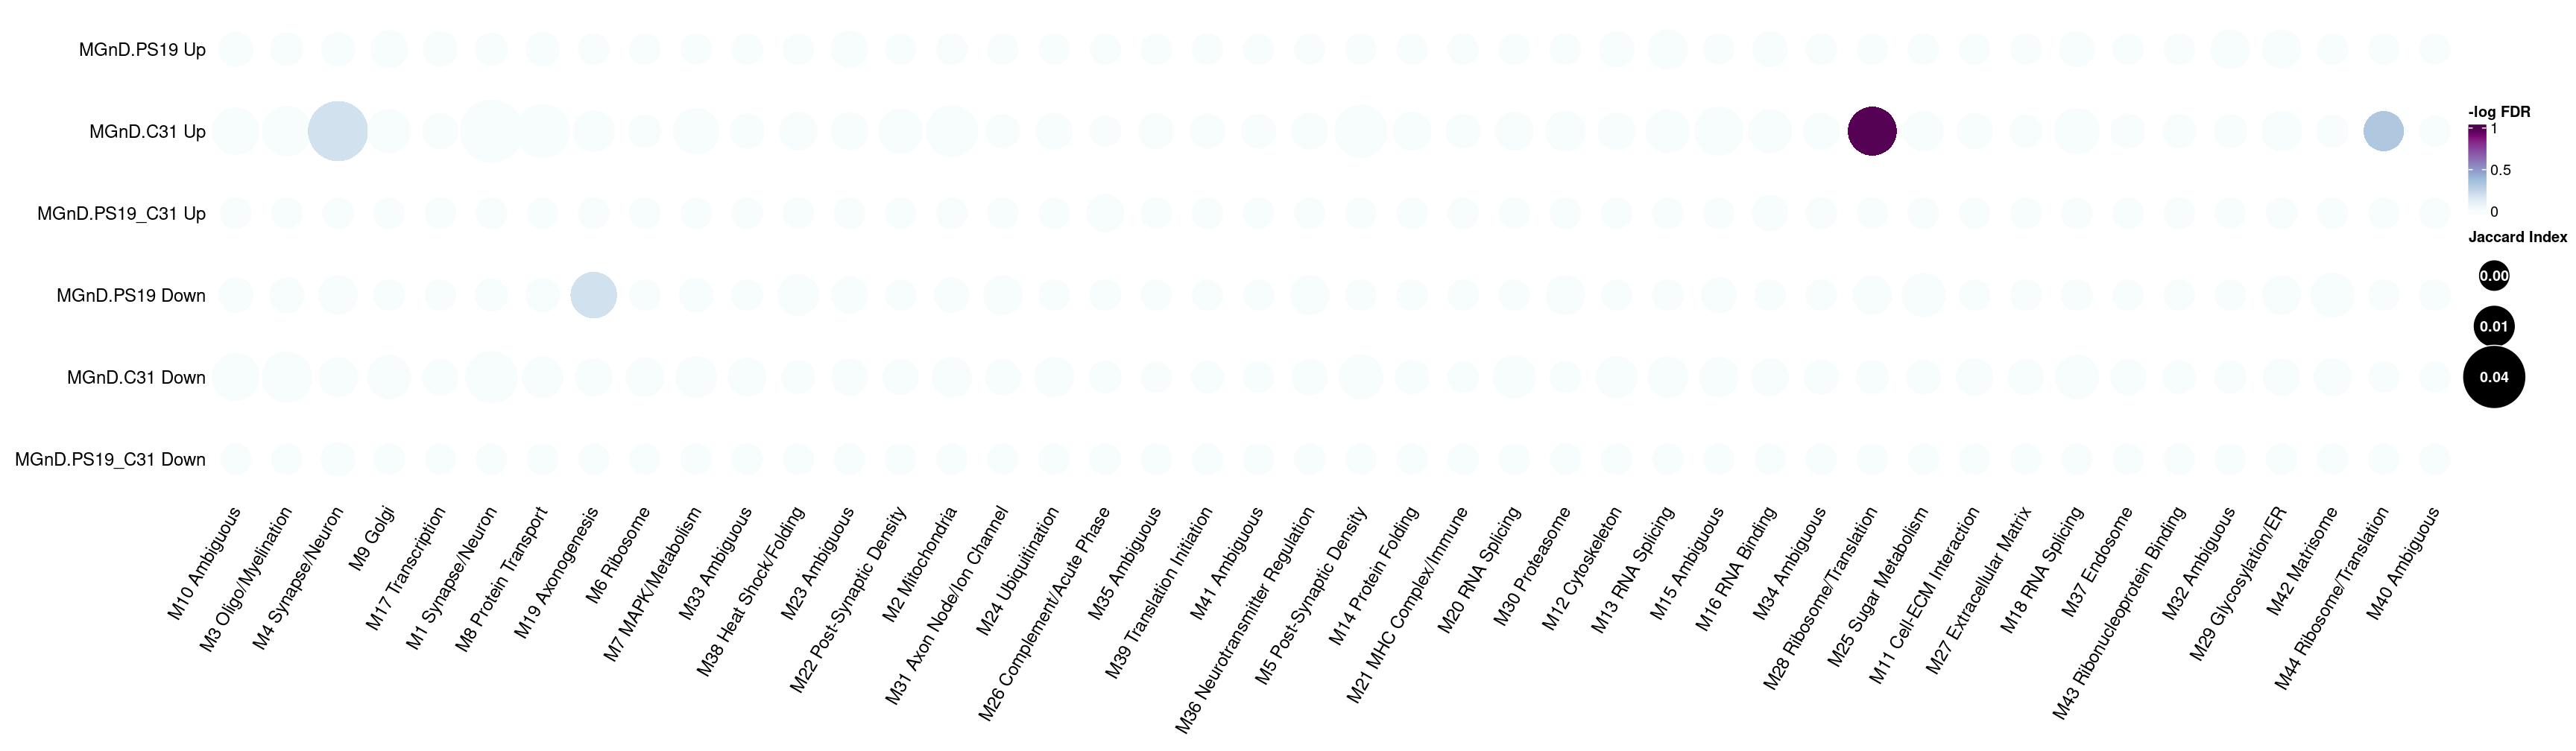 MGnD.PS19 Up
MGnD.C31 Up
MGnD.PS19_C31 Up
MGnD.PS19 Down
MGnD.C31 Down
MGnD.PS19_C31 Down
M10 Ambiguous
M3 Oligo/Myelination
M4 Synapse/Neuron
M9 Golgi
M17 Transcription
M1 Synapse/Neuron
M8 Protein Transport
M19 Axonogenesis
M6 Ribosome
M7 MAPK/Metabolism
M33 Ambiguous
M38 Heat Shock/Folding
M23 Ambiguous
M22 Post-Synaptic Density
M2 Mitochondria
M31 Axon Node/Ion Channel
M24 Ubiquitination
M26 Complement/Acute Phase
M35 Ambiguous
M39 Translation Initiation
M41 Ambiguous
M36 Neurotransmitter Regulation
M5 Post-Synaptic Density
M14 Protein Folding
M21 MHC Complex/Immune
M20 RNA Splicing
M30 Proteasome
M12 Cytoskeleton
M13 RNA Splicing
M15 Ambiguous
M16 RNA Binding
M34 Ambiguous
M28 Ribosome/Translation
M25 Sugar Metabolism
M11 Cell-ECM Interaction
M27 Extracellular Matrix
M18 RNA Splicing
M37 Endosome
M43 Ribonucleoprotein Binding
M32 Ambiguous
M29 Glycosylation/ER
M42 Matrisome
M44 Ribosome/Translation
M40 Ambiguous
-log FDR
1
0.5
0
Jaccard Index
0.00
0.01
0.04